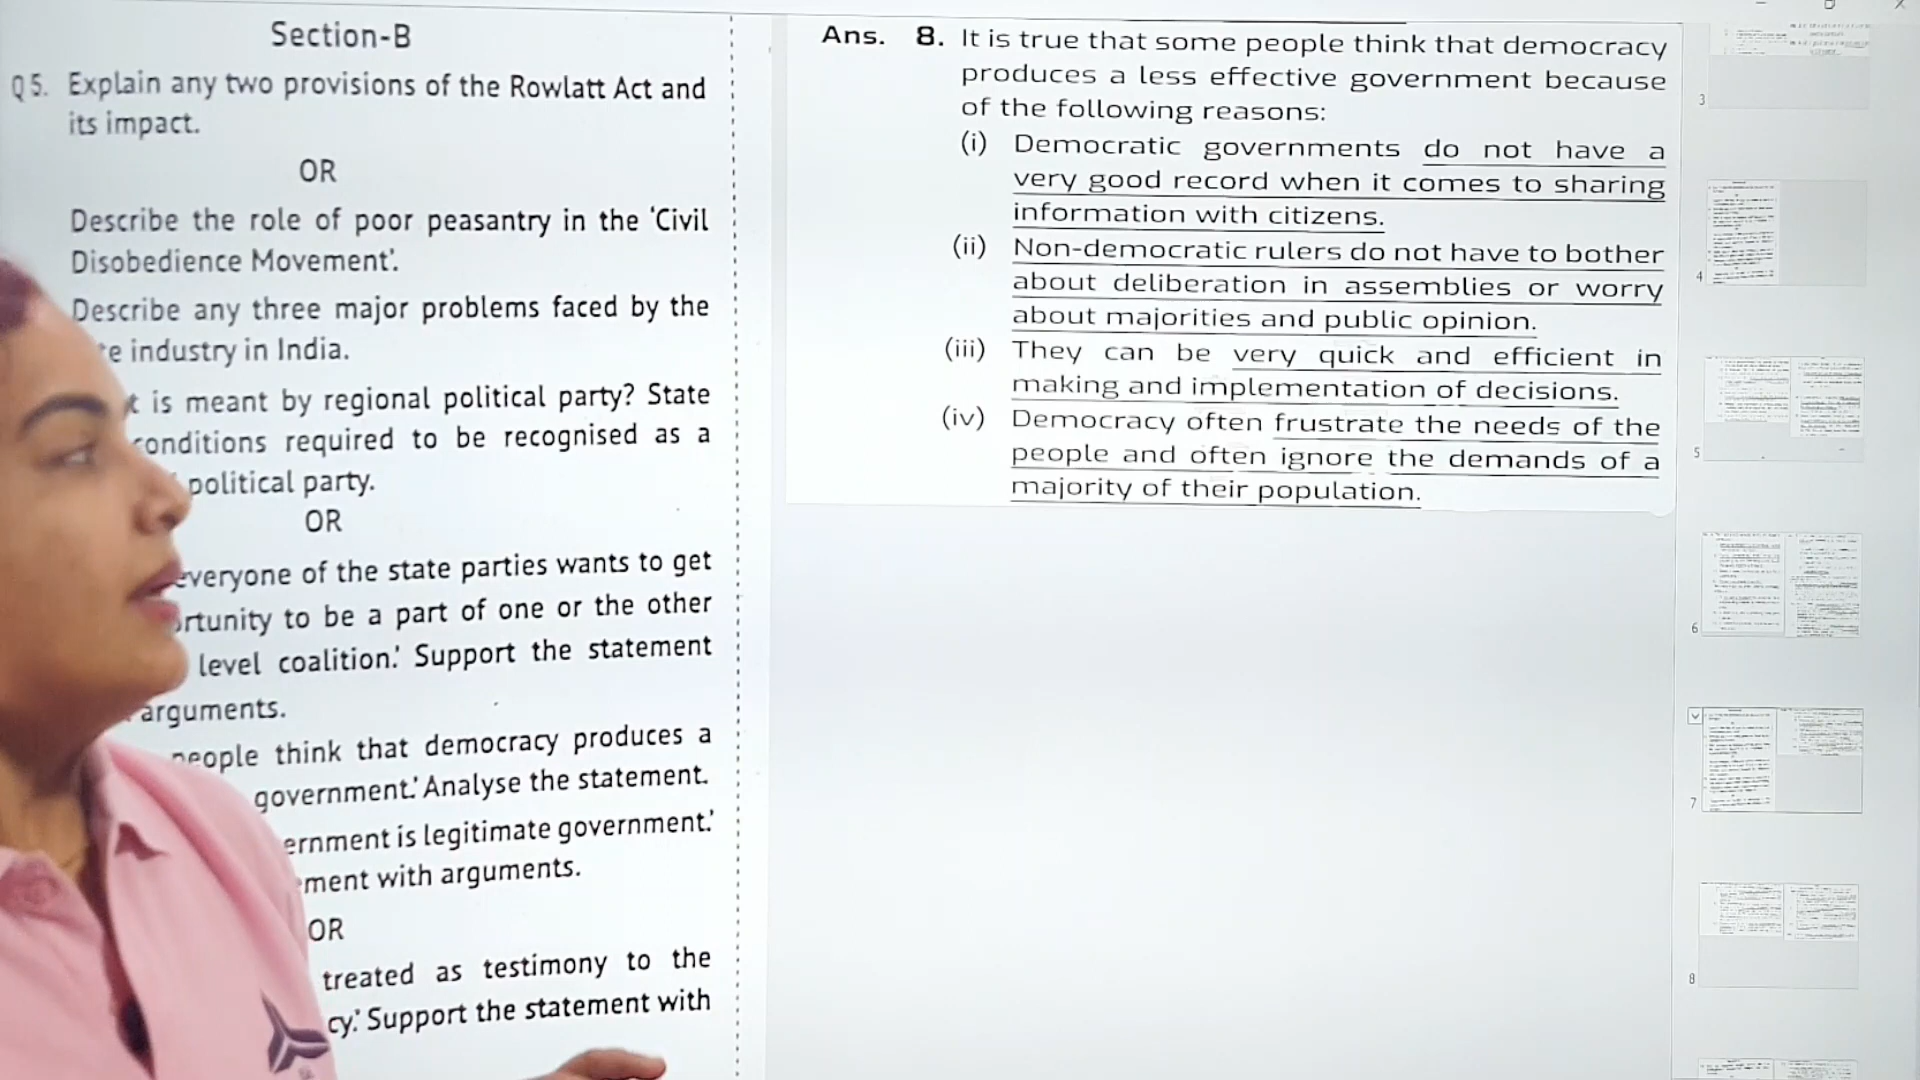 Section-B
Q5. Explain any two provisions of the Rowlatt Act and
its impact.
OR
Describe the role of poor peasantry in the 'Civil
Disobedience Movement'.
Describe any three major problems faced by the
industry in India.
is meant by regional political party? State
conditions required to be recognised as a
political party.
OR
everyone of the state parties wants to get
to be a part of one or the other
level coalition.' Support the statement
arguments.
people think that democracy produces a
government.' Analyse the statement.
is legitimate government.'
with arguments.
OR
treated as testimony to the
Support the statement with
Ans. 8. It is true that some people think that democracy
produces a less effective government because
of the following reasons:
(i) Democratic governments do not have a
very good record when it comes to sharing
information with citizens.
(ii) Non-democratic rulers do not have to bother
about deliberation in assemblies or worry
about majorities and public opinion.
(iii) They can be very quick and efficient in
making and implementation of decisions.
(iv) Democracy often frustrate the needs of the
people and often ignore the demands of a
majority of their population.
3
4
5
6
7
8